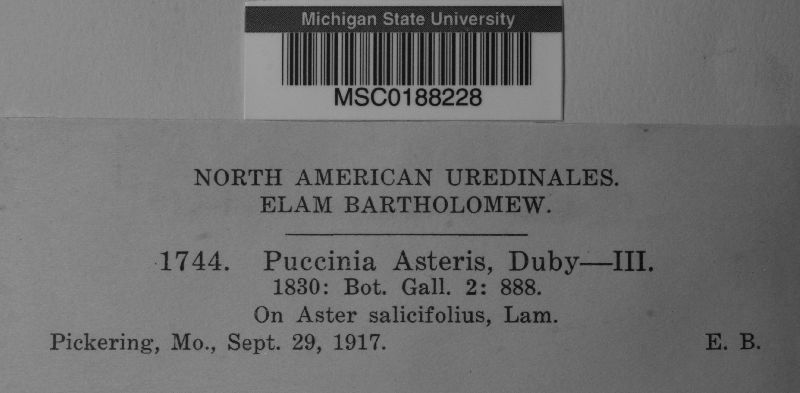 Michigan State University
MSC0188228
NORTH AMERICAN UREDINALES.
ELAM BARTHOLOMEW.
1744. Puccinia Asteris, Duby—III.
1830: Bot. Gall. 2: 888.
On Aster salicifolius, Lam.
Pickering, Mo., Sept. 29, 1917. E. B.